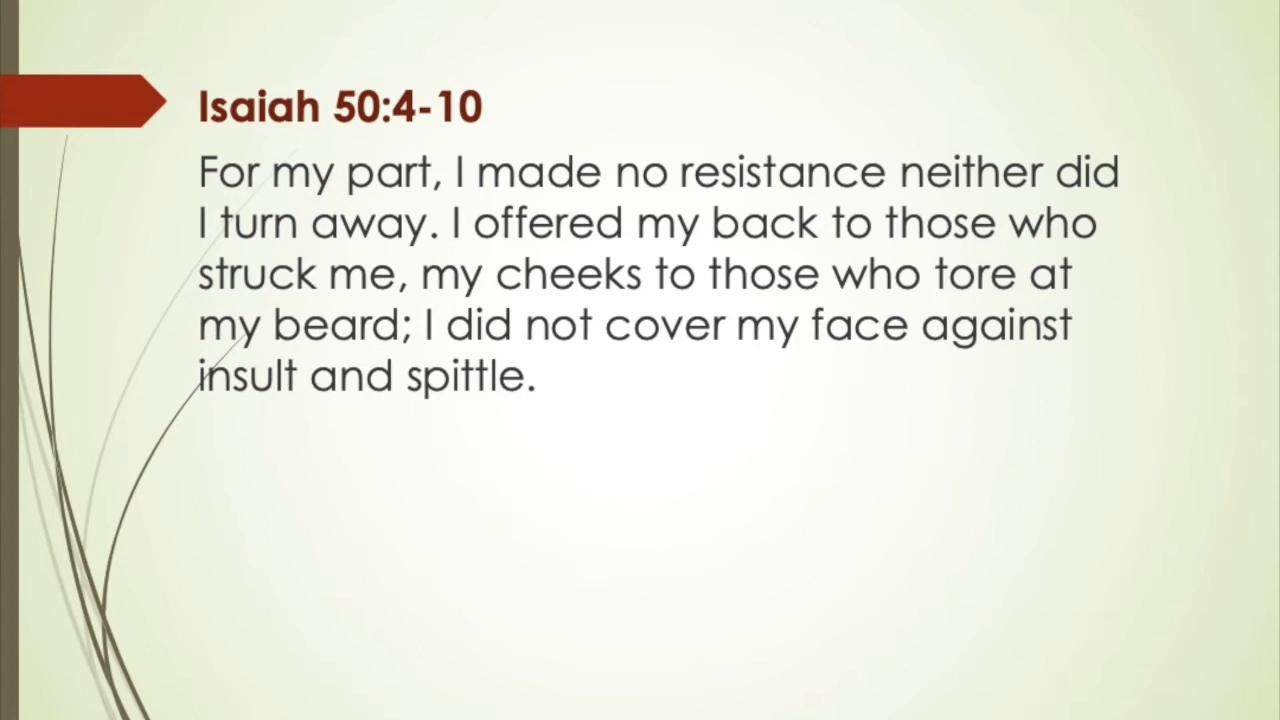 Isaiah 50:4-10
For my part, I made no resistance neither did
I turn away. I offered my back to those who
struck me, my cheeks to those who tore at
my beard; I did not cover my face against
insult and spittle.